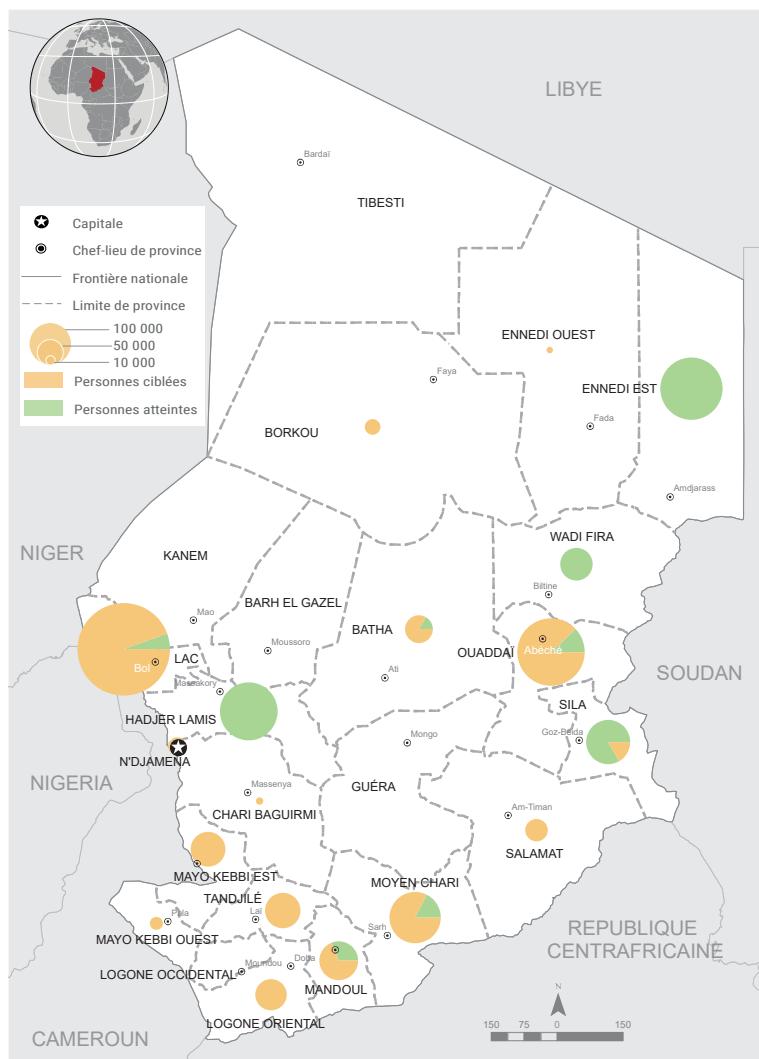 LIBYE
Bardaï
TIBESTI
Capitale
Chef-lieu de province
Frontière nationale
Limite de province
100 000
50 000
10 000
Personnes ciblées
Personnes atteintes
ENNEDI OUEST
Faya
ENNEDI EST
BORKOU
Fada
Amdjarass
WADI FIRA
NIGER
KANEM
Biltine
BARH EL GAZEL
Mao
BATHA
Moussoro
Abéché
OUADDAÏ
LAC
Bol
Ati
SOUDAN
Massakory
SILA
HADJER LAMIS
Goz-Beida
Mongo
N'DJAMENA
NIGERIA
GUÉRA
Massenya
Am-Timan
CHARI BAGUIRMI
SALAMAT
MAYO KEBBI EST
MOYEN CHARI
TANDJILÉ
Pala
Laï
REPUBLIQUE
CENTRAFRICAINE
MAYO KEBBI OUEST
Sarh
Moundou
Doba
LOGONE OCCIDENTAL
MANDOUL
N
LOGONE ORIENTAL
CAMEROUN
150 75 0 150